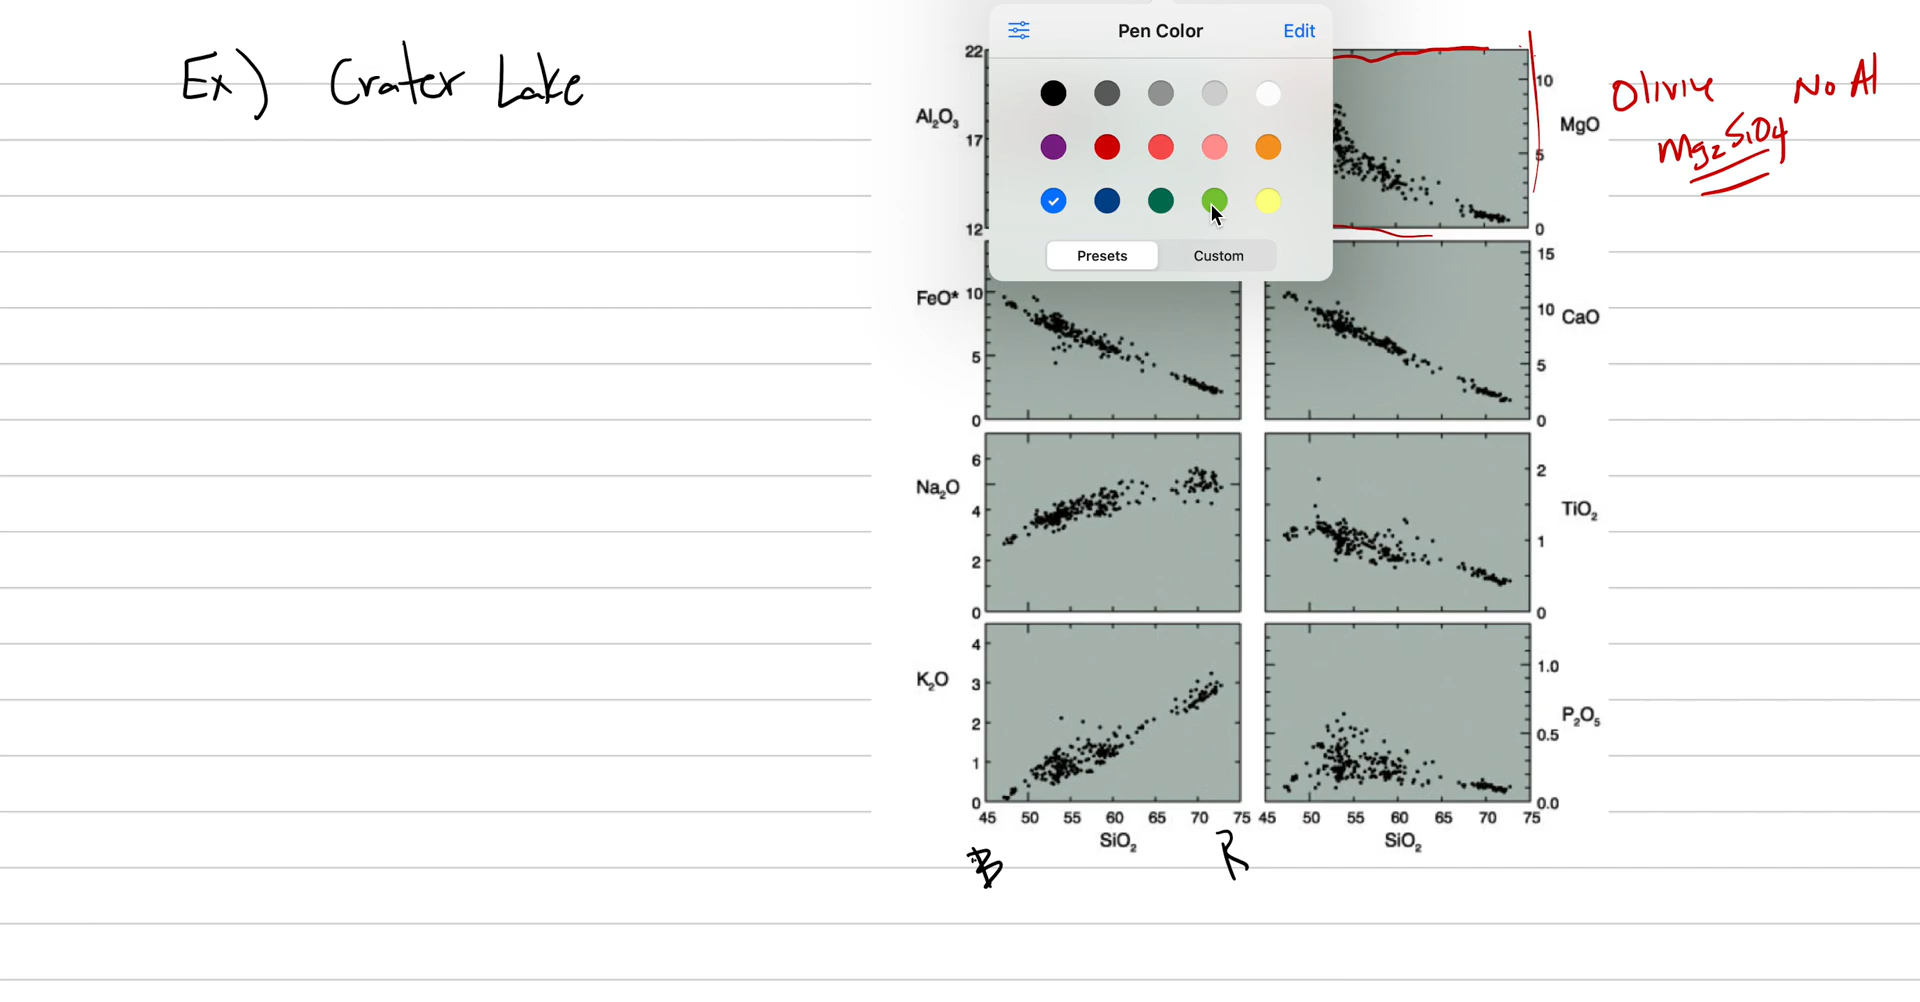 Ex) Crater Lake
Pen Color Edit
Presets Custom
Olivie No Al
Mg₂SiO4
Al₂O₃ 22 17 12
10 5 0 MgO
FeO* 10 5 0
15 10 5 0 CaO
Na₂O 6 4 2 0
2 1 0 TiO₂
K₂O 4 3 2 1 0
1.0 0.5 0.0 P₂O₅
45 50 55 60 65 70 75 45 50 55 60 65 70 75
SiO₂ SiO₂
B R